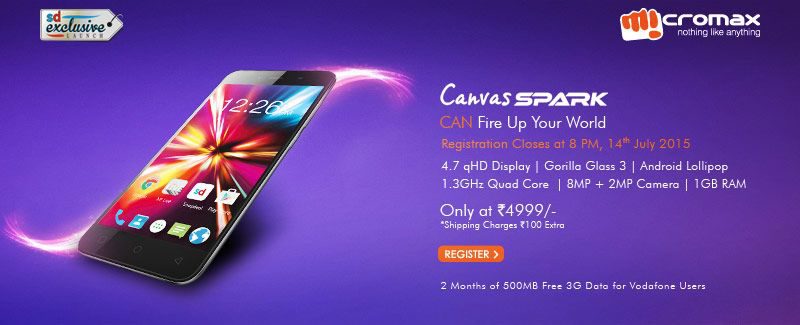 sd
exclusive
LAUNCH
micromax
nothing like anything
12:26
sd
Snapdeal
Canvas SPARK
CAN Fire Up Your World
Registration Closes at 8 PM, 14th July 2015
4.7 qHD Display | Gorilla Glass 3 | Android Lollipop
1.3GHz Quad Core | 8MP + 2MP Camera | 1GB RAM
Only at ₹4999/-
*Shipping Charges ₹100 Extra
REGISTER >
2 Months of 500MB Free 3G Data for Vodafone Users